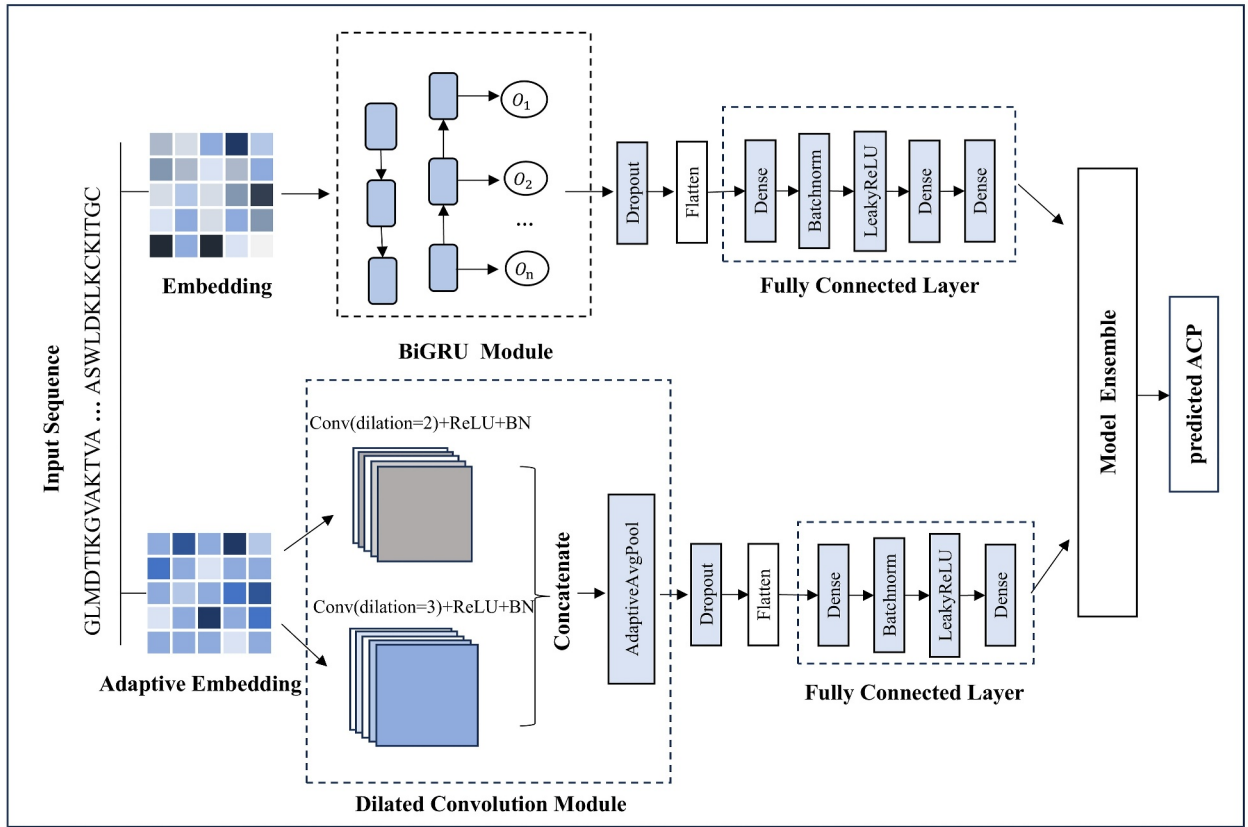 Input Sequence
GLMDTIKGVAKTVA ... ASWLDKLKCKITGC
Embedding
O1
O2
...
On
BiGRU Module
Dropout
Flatten
Dense
Batchnorm
LeakyReLU
Dense
Dense
Fully Connected Layer
Adaptive Embedding
Conv(dilation=2)+ReLU+BN
Conv(dilation=3)+ReLU+BN
Concatenate
AdaptiveAvgPool
Dilated Convolution Module
Dropout
Flatten
Dense
Batchnorm
LeakyReLU
Dense
Fully Connected Layer
Model Ensemble
predicted ACP